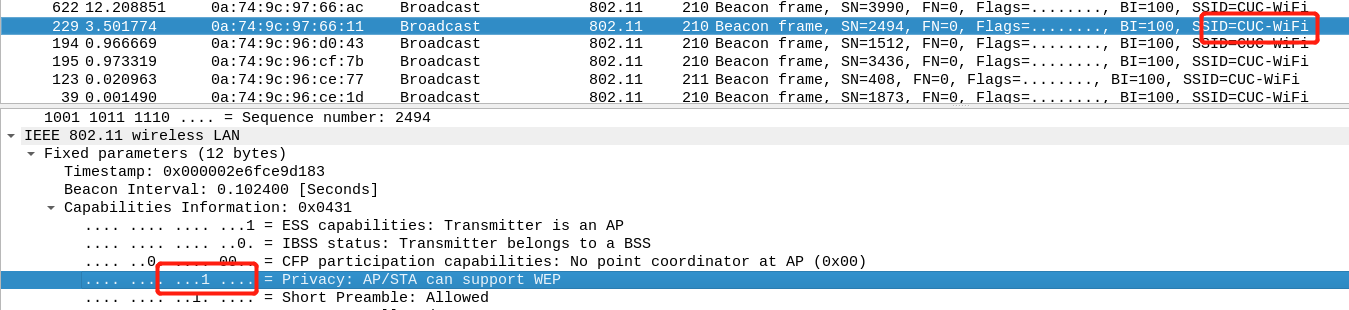 622 12.208851 0a:74:9c:97:66:ac Broadcast 802.11 210 Beacon frame, SN=3990, FN=0, Flags=........, BI=100, SSID=CUC-WiFi
229 3.501774 0a:74:9c:97:66:11 Broadcast 802.11 210 Beacon frame, SN=2494, FN=0, Flags=........, BI=100, SSID=CUC-WiFi
194 0.966669 0a:74:9c:96:d0:43 Broadcast 802.11 210 Beacon frame, SN=1512, FN=0, Flags=........, BI=100, SSID=CUC-WiFi
195 0.973319 0a:74:9c:96:cf:7b Broadcast 802.11 210 Beacon frame, SN=3436, FN=0, Flags=........, BI=100, SSID=CUC-WiFi
123 0.020963 0a:74:9c:96:ce:77 Broadcast 802.11 211 Beacon frame, SN=408, FN=0, Flags=........, BI=100, SSID=CUC-WiFi
39 0.001490 0a:74:9c:96:ce:1d Broadcast 802.11 210 Beacon frame, SN=1873, FN=0, Flags=........, BI=100, SSID=CUC-WiFi
1001 1011 1110 .... = Sequence number: 2494
IEEE 802.11 wireless LAN
Fixed parameters (12 bytes)
Timestamp: 0x000002e6fce9d183
Beacon Interval: 0.102400 [Seconds]
Capabilities Information: 0x0431
.... .... .... ...1 = ESS capabilities: Transmitter is an AP
.... .... .... ..0. = IBSS status: Transmitter belongs to a BSS
.... ..0. .... 00.. = CFP participation capabilities: No point coordinator at AP (0x00)
.... .... ...1 .... = Privacy: AP/STA can support WEP
.... .... ..1. .... = Short Preamble: Allowed